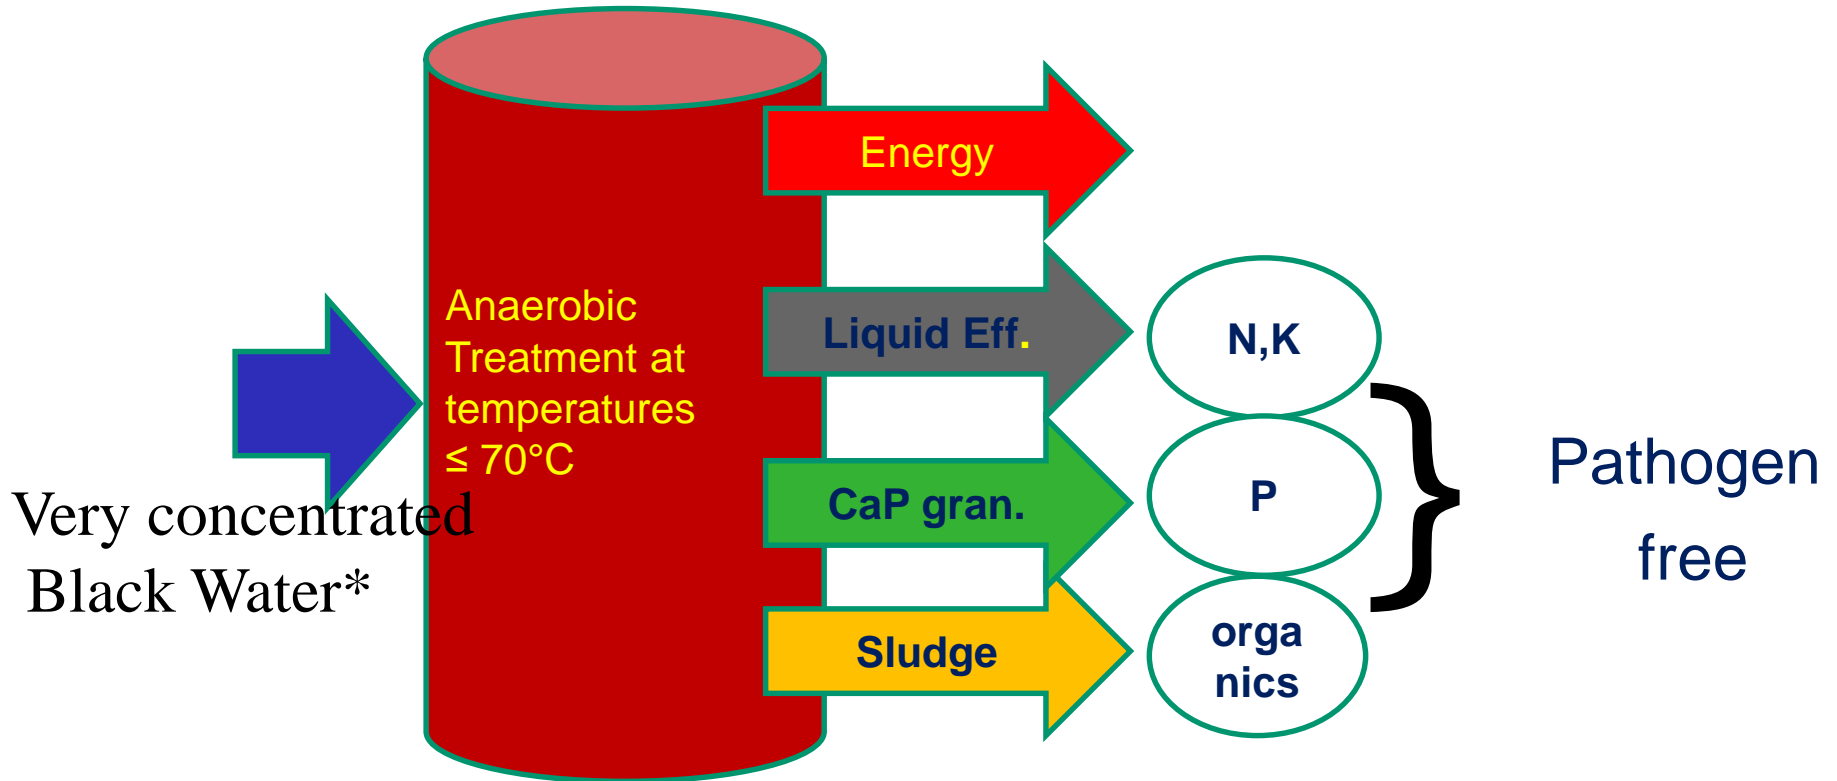 Energy
Anaerobic
Treatment at
temperatures
≤ 70°C
Very concentrated
Black Water*
Liquid Eff.
N,K
CaP gran.
P
Sludge
orga
nics
}
Pathogen
free